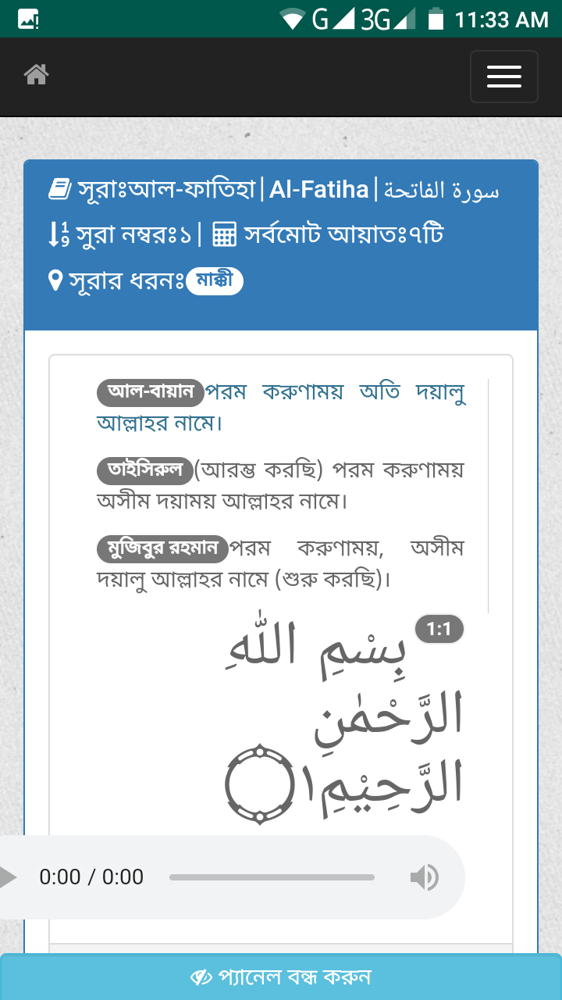 G 3G 11:33 AM
সূরাঃআল-ফাতিহা | Al-Fatiha | سورة الفاتحة
সুরা নম্বরঃ১ | সর্বমোট আয়াতঃ৭টি
সূরার ধরনঃ মাক্কী
আল-বায়ান পরম করুণাময় অতি দয়ালু
আল্লাহর নামে।
তাইসিরুল (আরম্ভ করছি) পরম করুণাময়
অসীম দয়াময় আল্লাহর নামে।
মুজিবুর রহমান পরম করুণাময়, অসীম
দয়ালু আল্লাহর নামে (শুরু করছি)।
1:1 بِسْمِ اللّٰهِ
الرَّحْمٰنِ
الرَّحِيْمِ ١
0:00 / 0:00
প্যানেল বন্ধ করুন